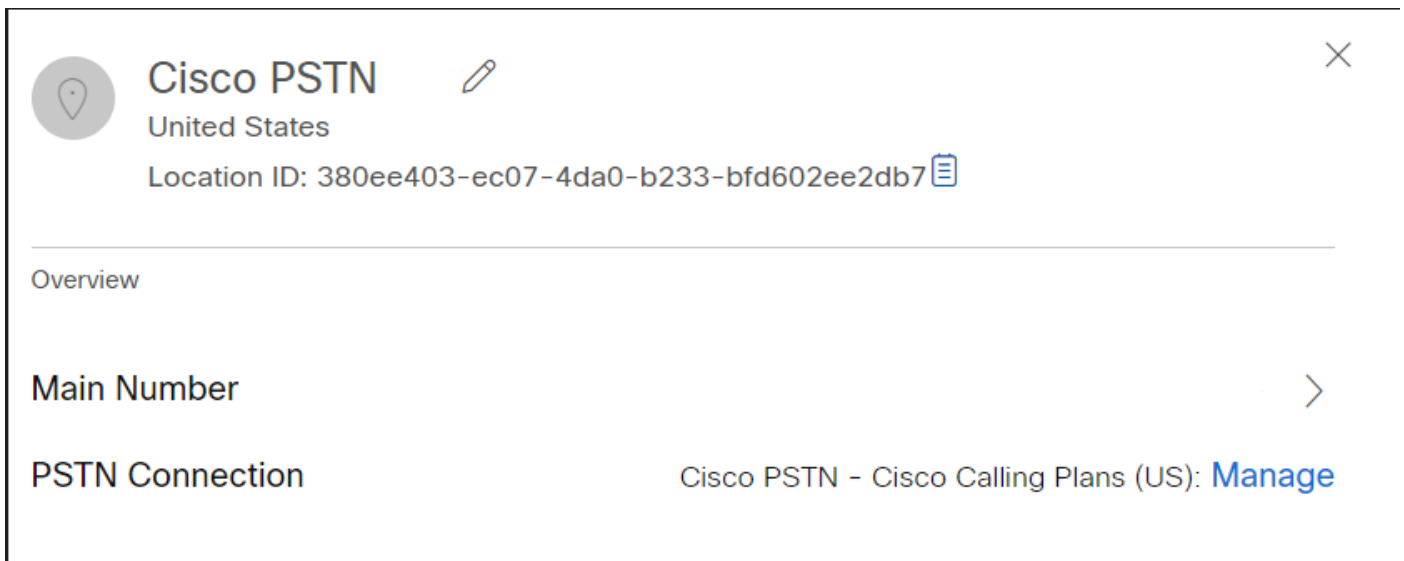 Cisco PSTN
United States
Location ID: 380ee403-ec07-4da0-b233-bfd602ee2db7
Overview
Main Number
PSTN Connection Cisco PSTN - Cisco Calling Plans (US): Manage